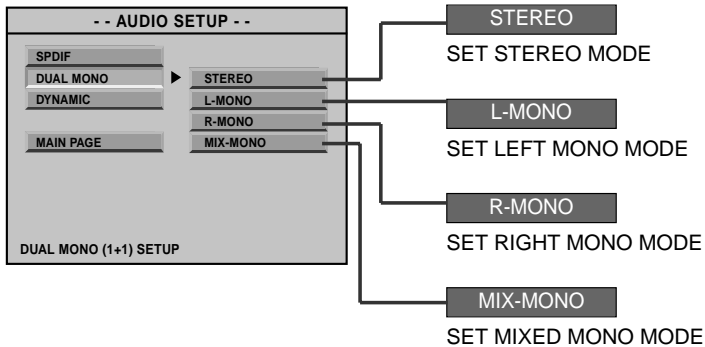 - - AUDIO SETUP - -
SPDIF
DUAL MONO
DYNAMIC
MAIN PAGE
STEREO
L-MONO
R-MONO
MIX-MONO
DUAL MONO (1+1) SETUP
STEREO
SET STEREO MODE
L-MONO
SET LEFT MONO MODE
R-MONO
SET RIGHT MONO MODE
MIX-MONO
SET MIXED MONO MODE